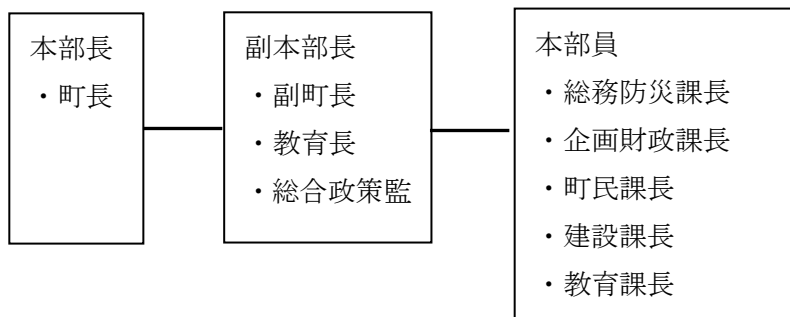 本部長
・町長
副本部長
・副町長
・教育長
・総合政策監
本部員
・総務防災課長
・企画財政課長
・町民課長
・建設課長
・教育課長